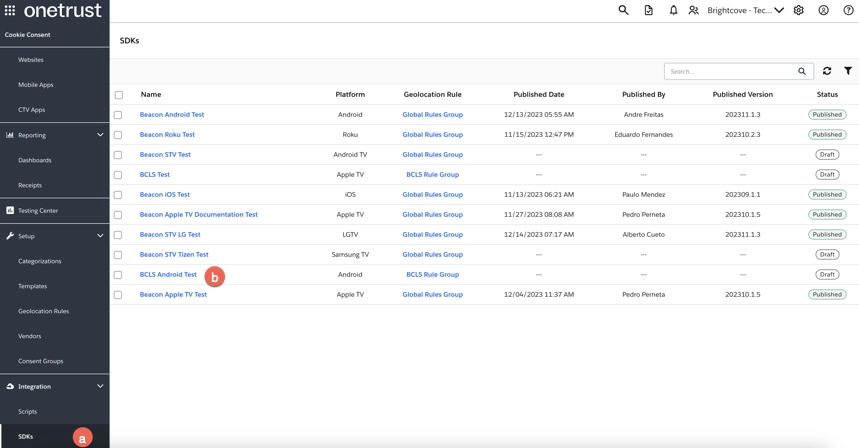 onetrust
Brightcove - Tec...
Cookie Consent
Websites
Mobile Apps
CTV Apps
Reporting
Dashboards
Receipts
Testing Center
Setup
Categorizations
Templates
Geolocation Rules
Vendors
Consent Groups
Integration
Scripts
SDKs
a
SDKs
Search...
Name Platform Geolocation Rule Published Date Published By Published Version Status
Beacon Android Test Android Global Rules Group 12/13/2023 05:55 AM Andre Freitas 202311.1.3 Published
Beacon Roku Test Roku Global Rules Group 11/15/2023 12:47 PM Eduardo Fernandes 202310.2.3 Published
Beacon STV Test Android TV Global Rules Group --- --- --- Draft
BCLS Test Apple TV BCLS Rule Group --- --- --- Draft
Beacon iOS Test iOS Global Rules Group 11/13/2023 06:21 AM Paulo Mendez 202309.1.1 Published
Beacon Apple TV Documentation Test Apple TV Global Rules Group 11/27/2023 08:08 AM Pedro Perneta 202310.1.5 Published
Beacon STV LG Test LGTV Global Rules Group 12/14/2023 07:17 AM Alberto Cueto 202311.1.3 Published
Beacon STV Tizen Test Samsung TV Global Rules Group --- --- --- Draft
BCLS Android Test b Android BCLS Rule Group --- --- --- Draft
Beacon Apple TV Test Apple TV Global Rules Group 12/04/2023 11:37 AM Pedro Perneta 202310.1.5 Published